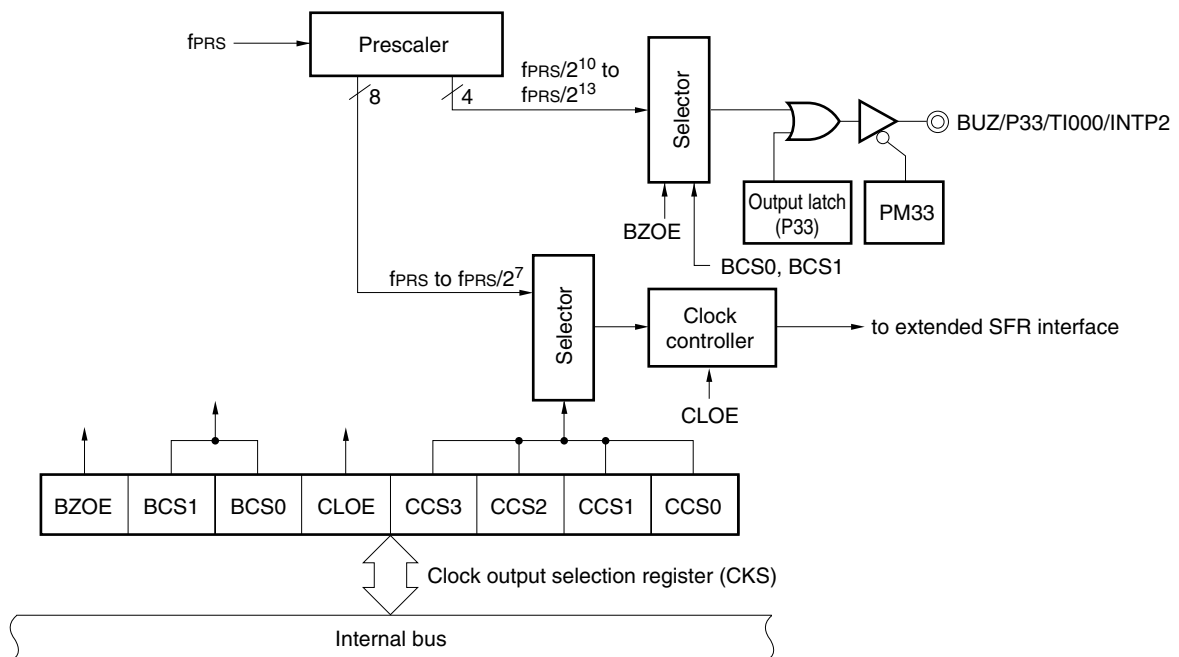 fPRS
Prescaler
8
4
fPRS/2¹⁰ to
fPRS/2¹³
Selector
BUZ/P33/TI000/INTP2
Output latch
(P33)
PM33
BZOE
BCS0, BCS1
fPRS to fPRS/2⁷
Selector
Clock
controller
to extended SFR interface
CLOE
BZOE
BCS1
BCS0
CLOE
CCS3
CCS2
CCS1
CCS0
Clock output selection register (CKS)
Internal bus